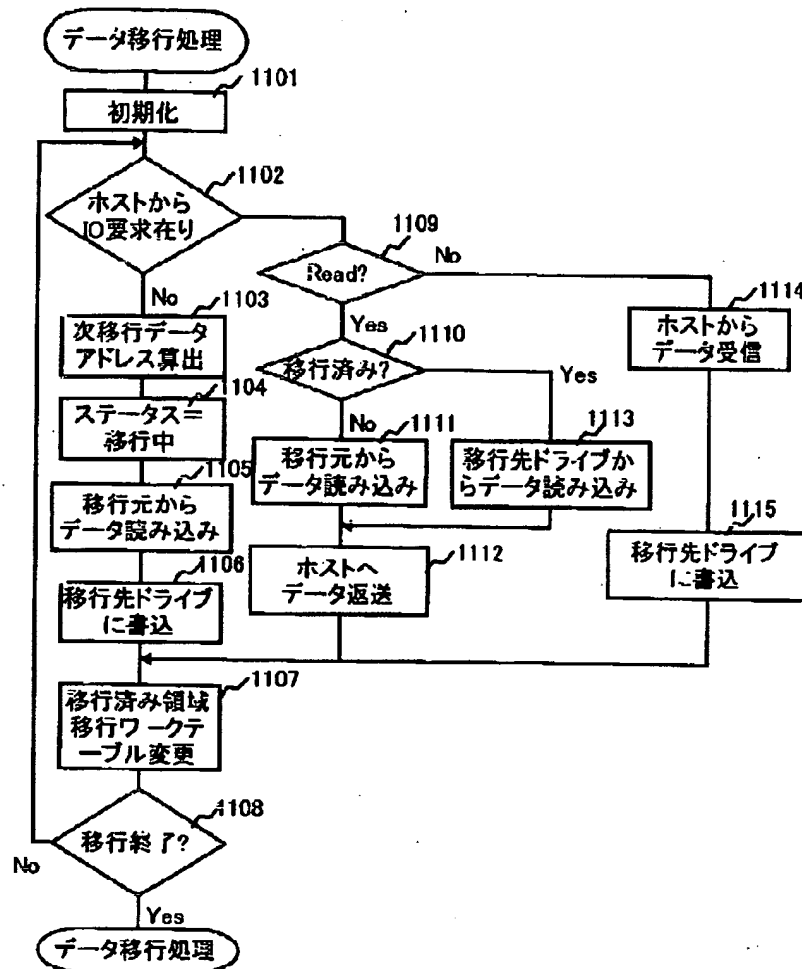 データ移行処理
1101
初期化
1102
ホストから
IO要求在り
No
1103
次移行データ
アドレス算出
1104
ステータス＝
移行中
1105
移行元から
データ読み込み
1106
移行先ドライブ
に書込
1107
移行済み領域
移行ワークテ
ーブル変更
1108
移行終了?
No
Yes
データ移行処理
1109
Read?
No
Yes
1110
移行済み?
Yes
No
1111
移行元から
データ読み込み
1113
移行先ドライブか
らデータ読み込み
1112
ホストへ
データ返送
1114
ホストから
データ受信
1115
移行先ドライブ
に書込